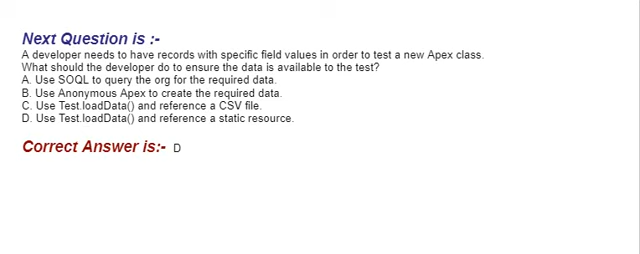 Next Question is :-
A developer needs to have records with specific field values in order to test a new Apex class.
What should the developer do to ensure the data is available to the test?
A. Use SOQL to query the org for the required data.
B. Use Anonymous Apex to create the required data.
C. Use Test.loadData() and reference a CSV file.
D. Use Test.loadData() and reference a static resource.
Correct Answer is:- D